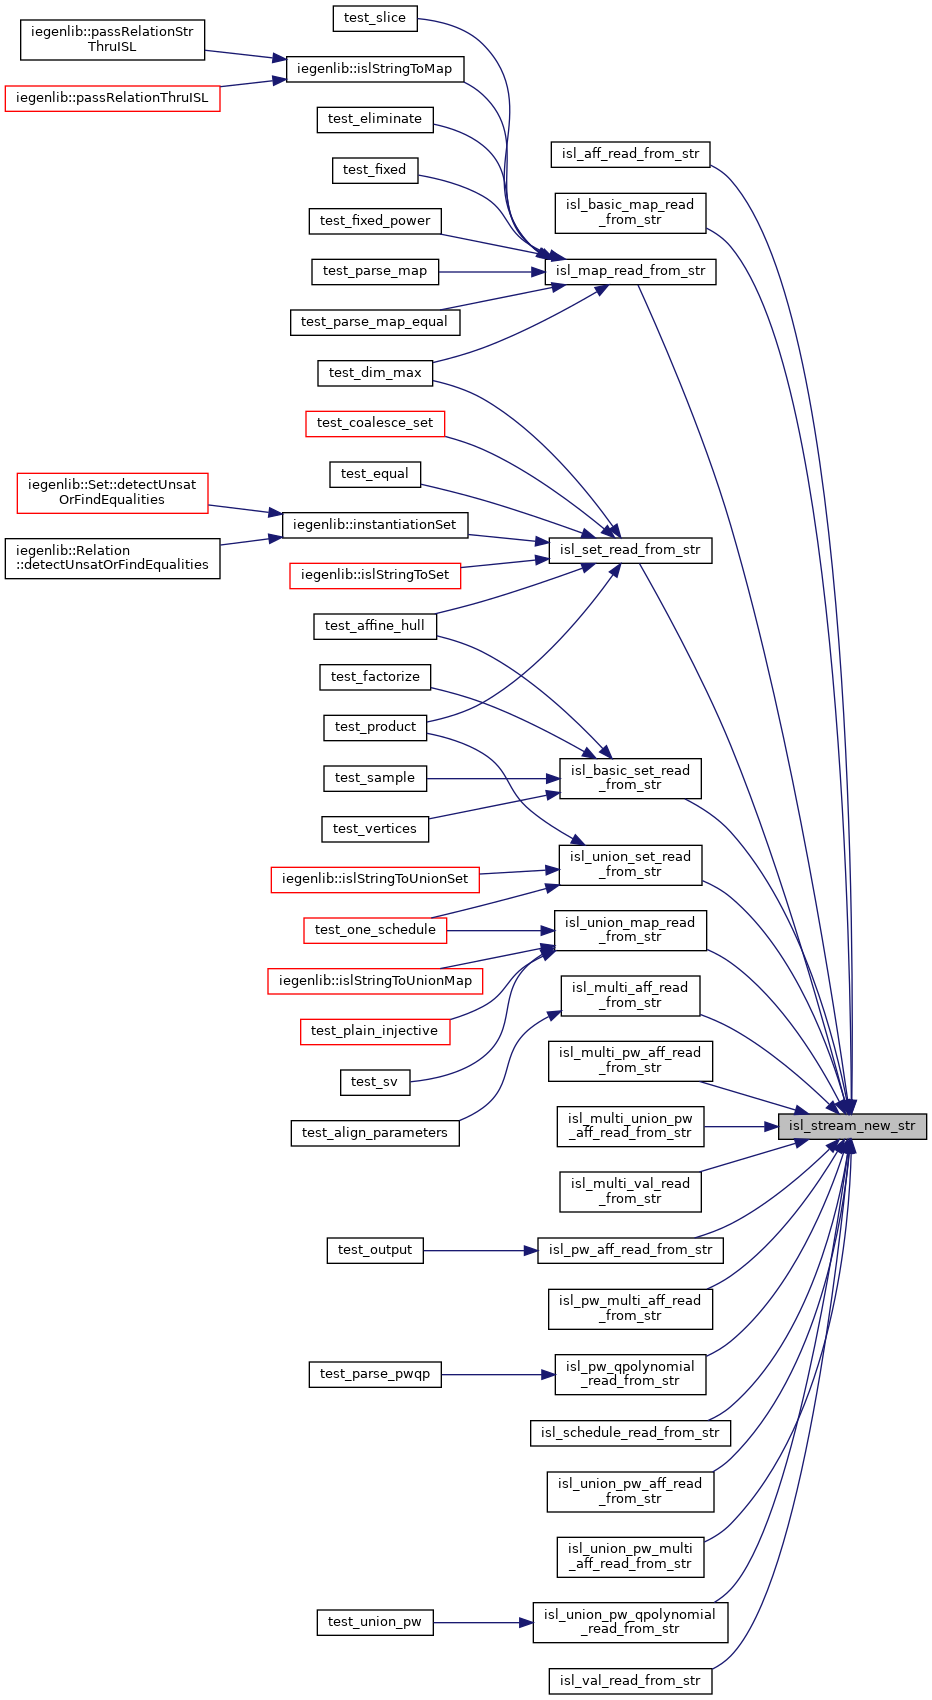 test_slice
iegenlib::passRelationStr
ThruISL
iegenlib::islStringToMap
iegenlib::passRelationThruISL
test_eliminate
test_fixed
test_fixed_power
test_parse_map
test_parse_map_equal
test_dim_max
test_coalesce_set
test_equal
iegenlib::Set::detectUnsat
OrFindEqualities
iegenlib::instantiationSet
iegenlib::Relation
::detectUnsatOrFindEqualities
iegenlib::islStringToSet
test_affine_hull
test_factorize
test_product
test_sample
test_vertices
iegenlib::islStringToUnionSet
test_one_schedule
iegenlib::islStringToUnionMap
test_plain_injective
test_sv
test_align_parameters
test_output
test_parse_pwqp
test_union_pw
isl_aff_read_from_str
isl_basic_map_read
_from_str
isl_map_read_from_str
isl_set_read_from_str
isl_basic_set_read
_from_str
isl_union_set_read
_from_str
isl_union_map_read
_from_str
isl_multi_aff_read
_from_str
isl_multi_pw_aff_read
_from_str
isl_multi_union_pw
_aff_read_from_str
isl_multi_val_read
_from_str
isl_pw_aff_read_from_str
isl_pw_multi_aff_read
_from_str
isl_pw_qpolynomial
_read_from_str
isl_schedule_read_from_str
isl_union_pw_aff_read
_from_str
isl_union_pw_multi
_aff_read_from_str
isl_union_pw_qpolynomial
_read_from_str
isl_val_read_from_str
isl_stream_new_str